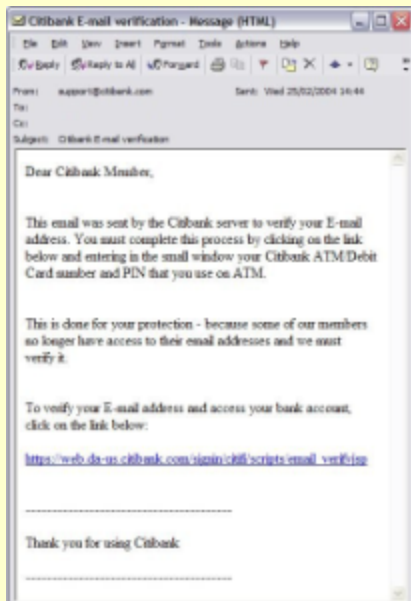 Citibank E-mail verification - Message (HTML)
File Edit View Insert Format Tools Actions Help
Reply Reply to All Forward
From: support@citibank.com Sent: Wed 25/02/2004 14:44
To:
Cc:
Subject: Citibank E-mail verification
Dear Citibank Member,
This email was sent by the Citibank server to verify your E-mail
address. You must complete this process by clicking on the link
below and entering in the small window your Citibank ATM/Debit
Card number and PIN that you use on ATM.
This is done for your protection - because some of our members
no longer have access to their email addresses and we must
verify it.
To verify your E-mail address and access your bank account,
click on the link below:
https://web.da-us.citibank.com/signin/citifi/scripts/email_verify.jsp
------------------------------------------
Thank you for using Citibank
------------------------------------------